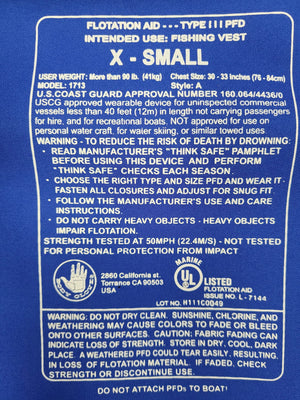 FLOTATION AID --- TYPE III PFD
INTENDED USE: FISHING VEST
X - SMALL
USER WEIGHT: More than 90 lb. (41kg) Chest Size: 30 - 33 inches (76 - 84cm)
MODEL: 1713 Style: A
U.S.COAST GUARD APPROVAL NUMBER 160.064/4436/0
USCG approved wearable device for uninspected commercial
vessels less than 40 feet (12m) in length not carrying passengers
for hire, and for recreational boats. NOT approved for use on
personal water craft, for water skiing, or similar towed uses
WARNING - TO REDUCE THE RISK OF DEATH BY DROWNING:
· READ MANUFACTURER'S "THINK SAFE" PAMPHLET
BEFORE USING THIS DEVICE AND PERFORM
"THINK SAFE" CHECKS EACH SEASON.
· CHOOSE THE RIGHT TYPE AND SIZE PFD AND WEAR IT-
FASTEN ALL CLOSURES AND ADJUST FOR SNUG FIT.
· FOLLOW THE MANUFACTURER'S USE AND CARE
INSTRUCTIONS.
· DO NOT CARRY HEAVY OBJECTS - HEAVY OBJECTS
IMPAIR FLOTATION.
STRENGTH TESTED AT 50MPH (22.4M/S) - NOT TESTED
FOR PERSONAL PROTECTION FROM IMPACT
BODY GLOVE
2860 California st.
Torrance CA 90503
USA
MARINE
UL
LISTED
FLOTATION AID
ISSUE NO. L - 7144
LOT NO. H111C0049
WARNING: DO NOT DRY CLEAN. SUNSHINE, CHLORINE, AND
WEATHERING MAY CAUSE COLORS TO FADE OR BLEED
ONTO OTHER SURFACES. CAUTION: FABRIC FADING CAN
INDICATE LOSS OF STRENGTH. STORE IN DRY, COOL, DARK
PLACE. A WEATHERED PFD COULD TEAR EASILY, RESULTING,
IN LOSS OF FLOTATION MATERIAL IF FADED, CHECK
STRENGTH OR DISCONTINUE USE.
DO NOT ATTACH PFDs TO BOAT!